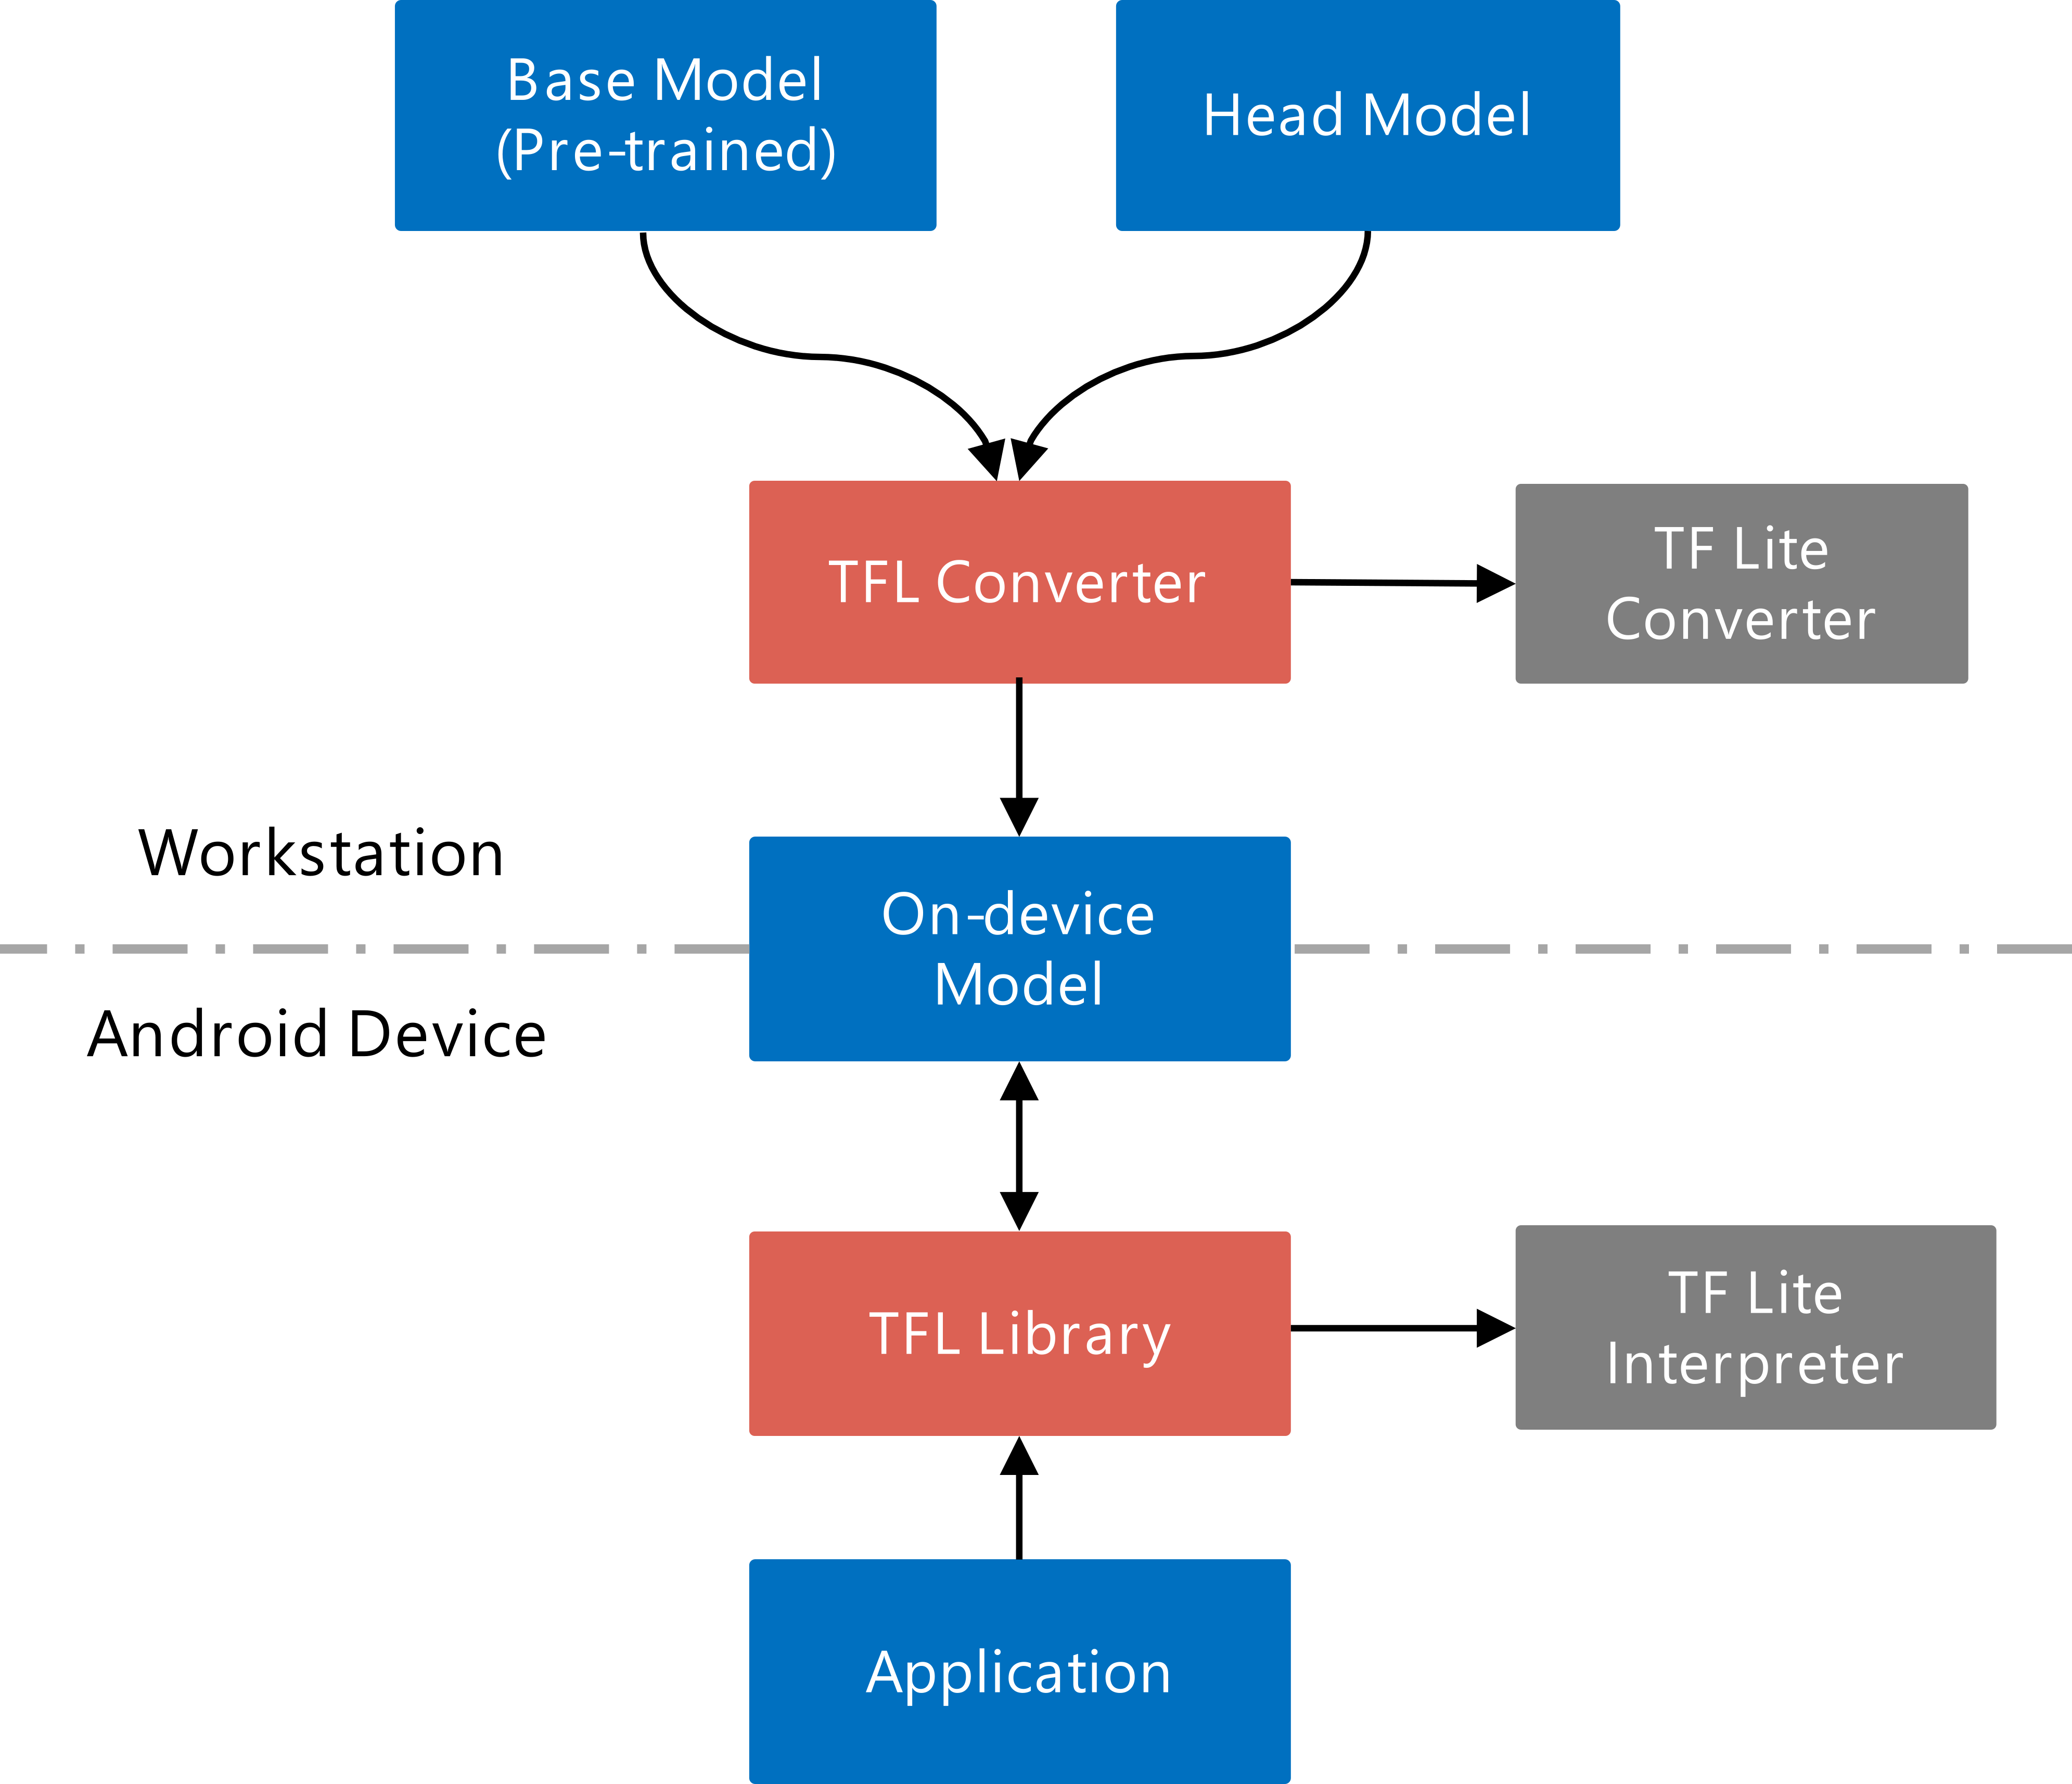 Base Model
(Pre-trained)
Head Model
TFL Converter
TF Lite
Converter
Workstation
On-device
Model
Android Device
TFL Library
TF Lite
Interpreter
Application